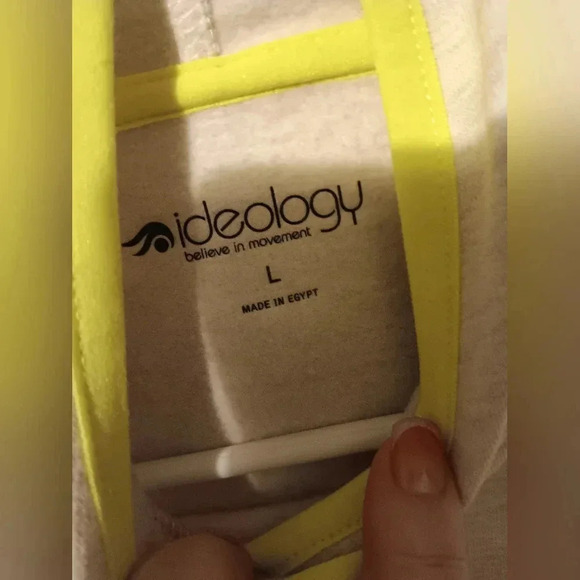 ideology
believe in movement
L
MADE IN EGYPT